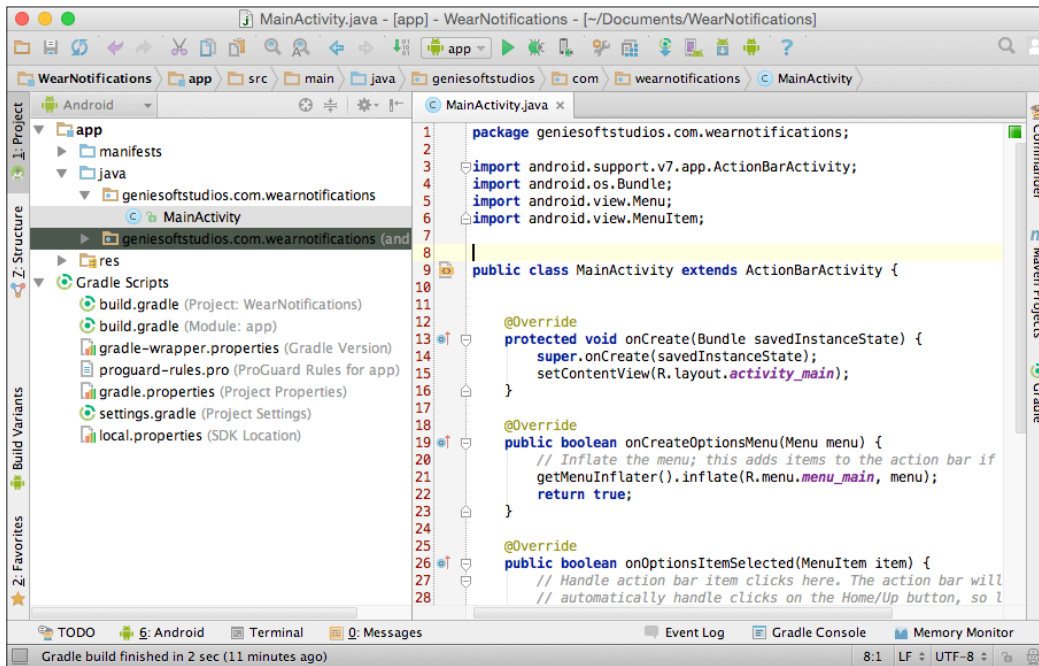 MainActivity.java - [app] - WearNotifications - [~/Documents/WearNotifications]
app
WearNotifications app src main java geniesoftstudios com wearnotifications MainActivity
1: Project
Z: Structure
Build Variants
2: Favorites
Android
app
manifests
java
geniesoftstudios.com.wearnotifications
MainActivity
geniesoftstudios.com.wearnotifications (and
res
Gradle Scripts
build.gradle (Project: WearNotifications)
build.gradle (Module: app)
gradle-wrapper.properties (Gradle Version)
proguard-rules.pro (ProGuard Rules for app)
gradle.properties (Project Properties)
settings.gradle (Project Settings)
local.properties (SDK Location)
MainActivity.java
1 package geniesoftstudios.com.wearnotifications;
2
3 import android.support.v7.app.ActionBarActivity;
4 import android.os.Bundle;
5 import android.view.Menu;
6 import android.view.MenuItem;
7
8
9 public class MainActivity extends ActionBarActivity {
10
11
12 @Override
13 protected void onCreate(Bundle savedInstanceState) {
14 super.onCreate(savedInstanceState);
15 setContentView(R.layout.activity_main);
16 }
17
18 @Override
19 public boolean onCreateOptionsMenu(Menu menu) {
20 // Inflate the menu; this adds items to the action bar if
21 getMenuInflater().inflate(R.menu.menu_main, menu);
22 return true;
23 }
24
25 @Override
26 public boolean onOptionsItemSelected(MenuItem item) {
27 // Handle action bar item clicks here. The action bar will
28 // automatically handle clicks on the Home/Up button, so l
Commander
Maven Projects
Gradle
TODO 6: Android Terminal 0: Messages Event Log Gradle Console Memory Monitor
Gradle build finished in 2 sec (11 minutes ago) 8:1 LF UTF-8